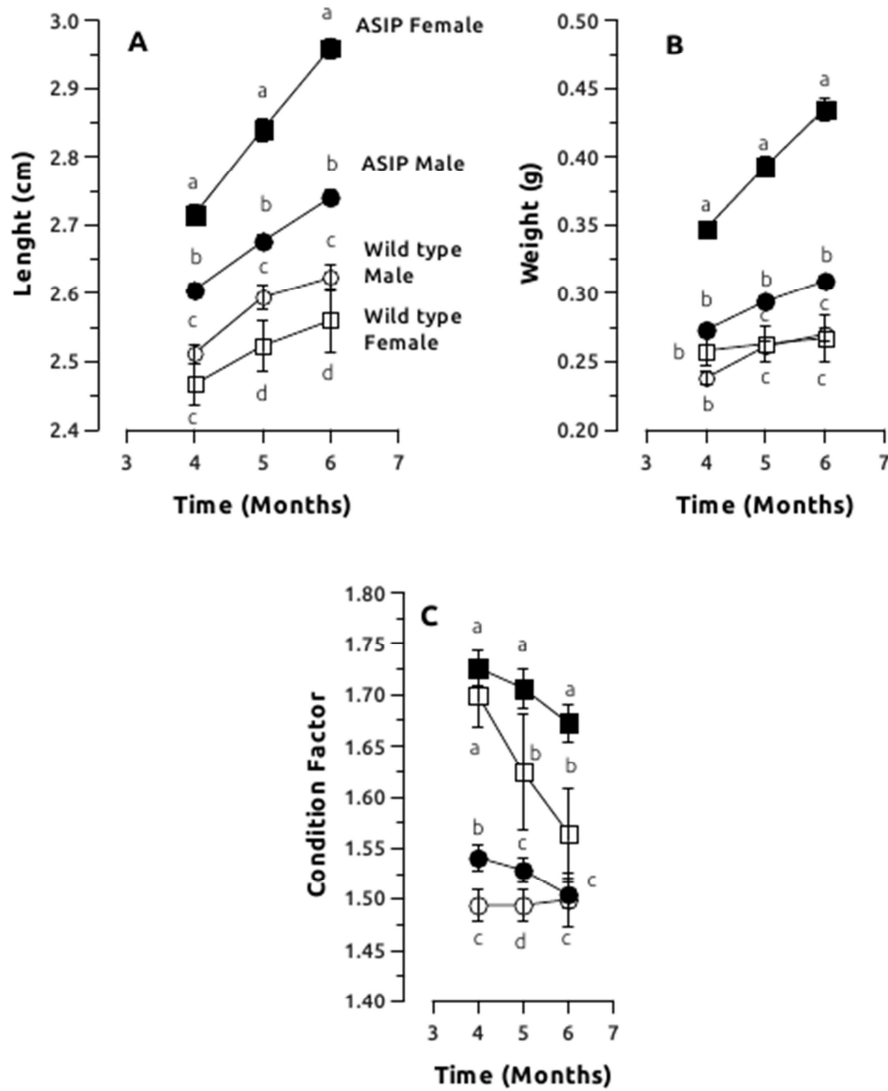 A
3.0
2.9
2.8
2.7
2.6
2.5
2.4
Lenght (cm)
a
a
a
b
b
b
c
c
c
c
d
d
ASIP Female
ASIP Male
Wild type
Male
Wild type
Female
3 4 5 6 7
Time (Months)
B
0.50
0.45
0.40
0.35
0.30
0.25
0.20
Weight (g)
a
a
a
b
b
b
c
c
b
b
c
c
3 4 5 6 7
Time (Months)
C
1.80
1.75
1.70
1.65
1.60
1.55
1.50
1.45
1.40
Condition Factor
a
a
a
a
b
b
b
c
c
c
d
c
3 4 5 6 7
Time (Months)